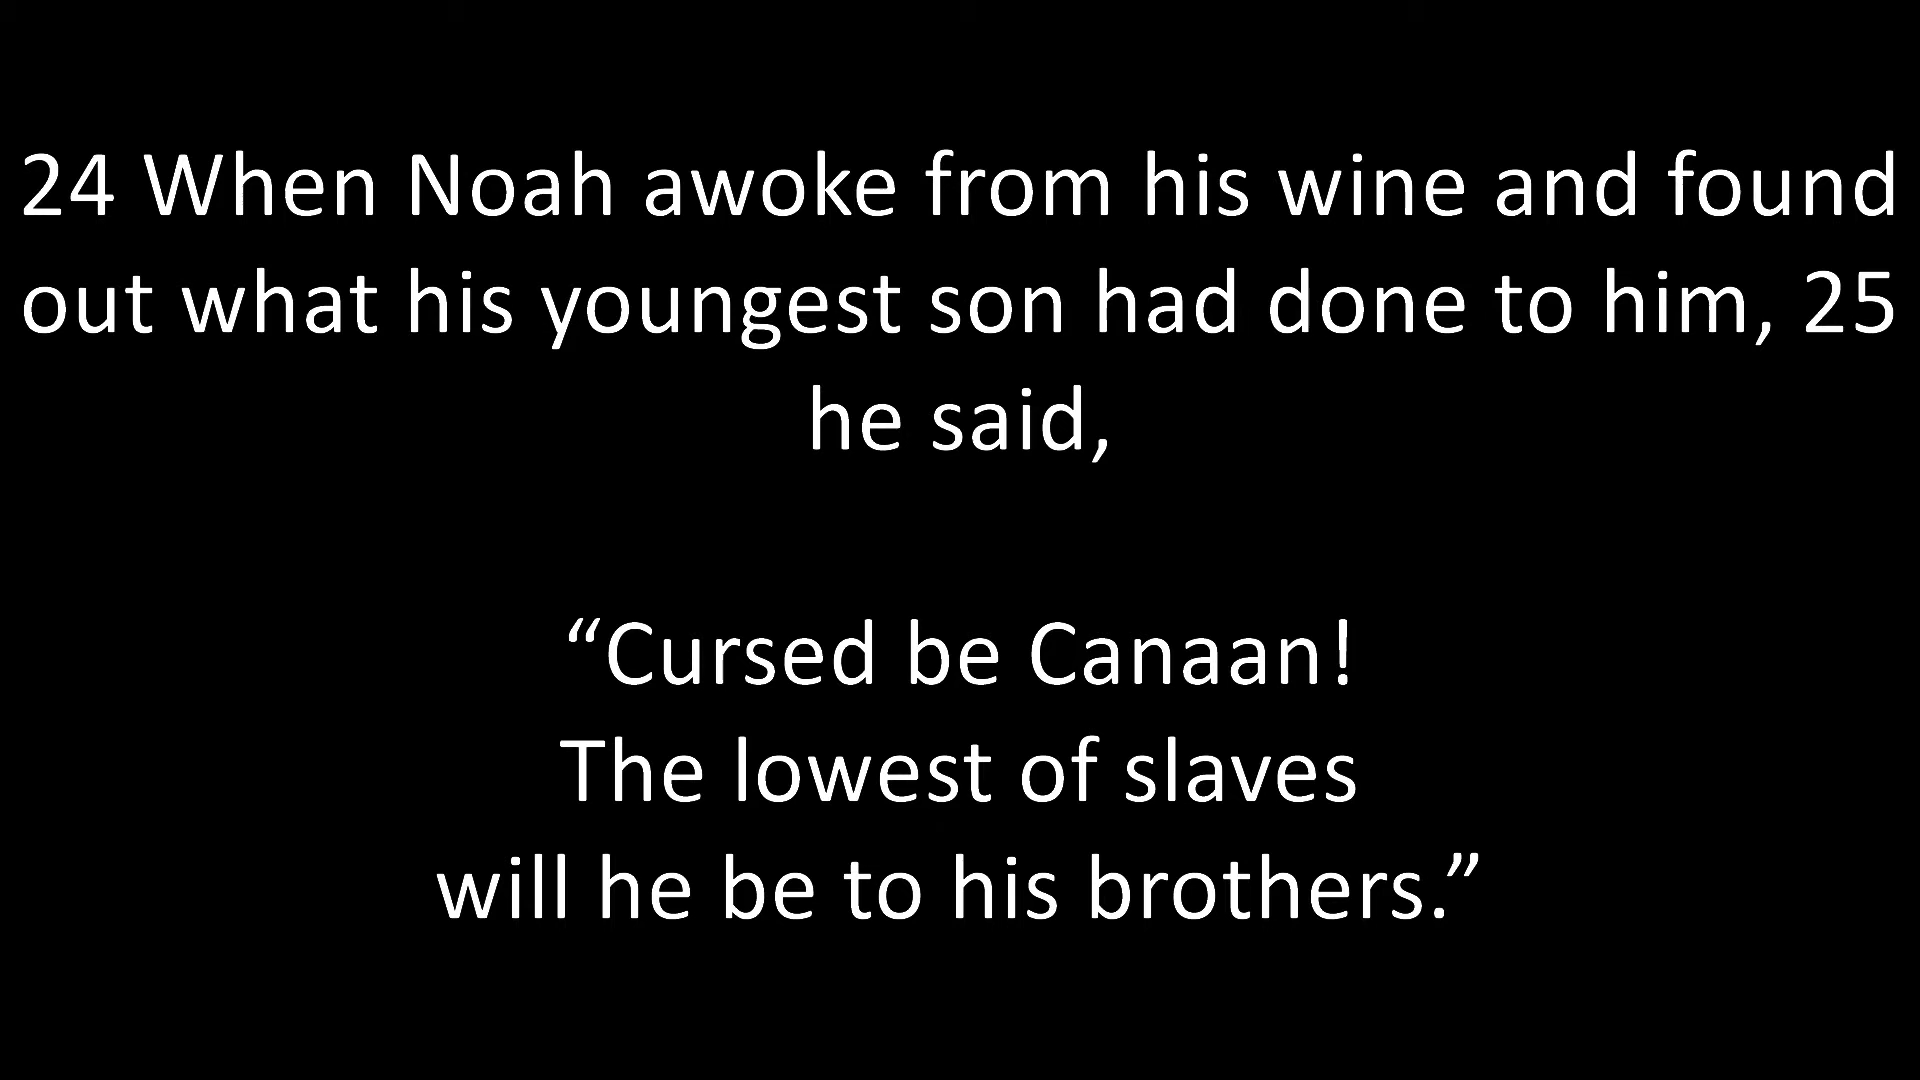 24 When Noah awoke from his wine and found
out what his youngest son had done to him, 25
he said,
“Cursed be Canaan!
The lowest of slaves
will he be to his brothers.”